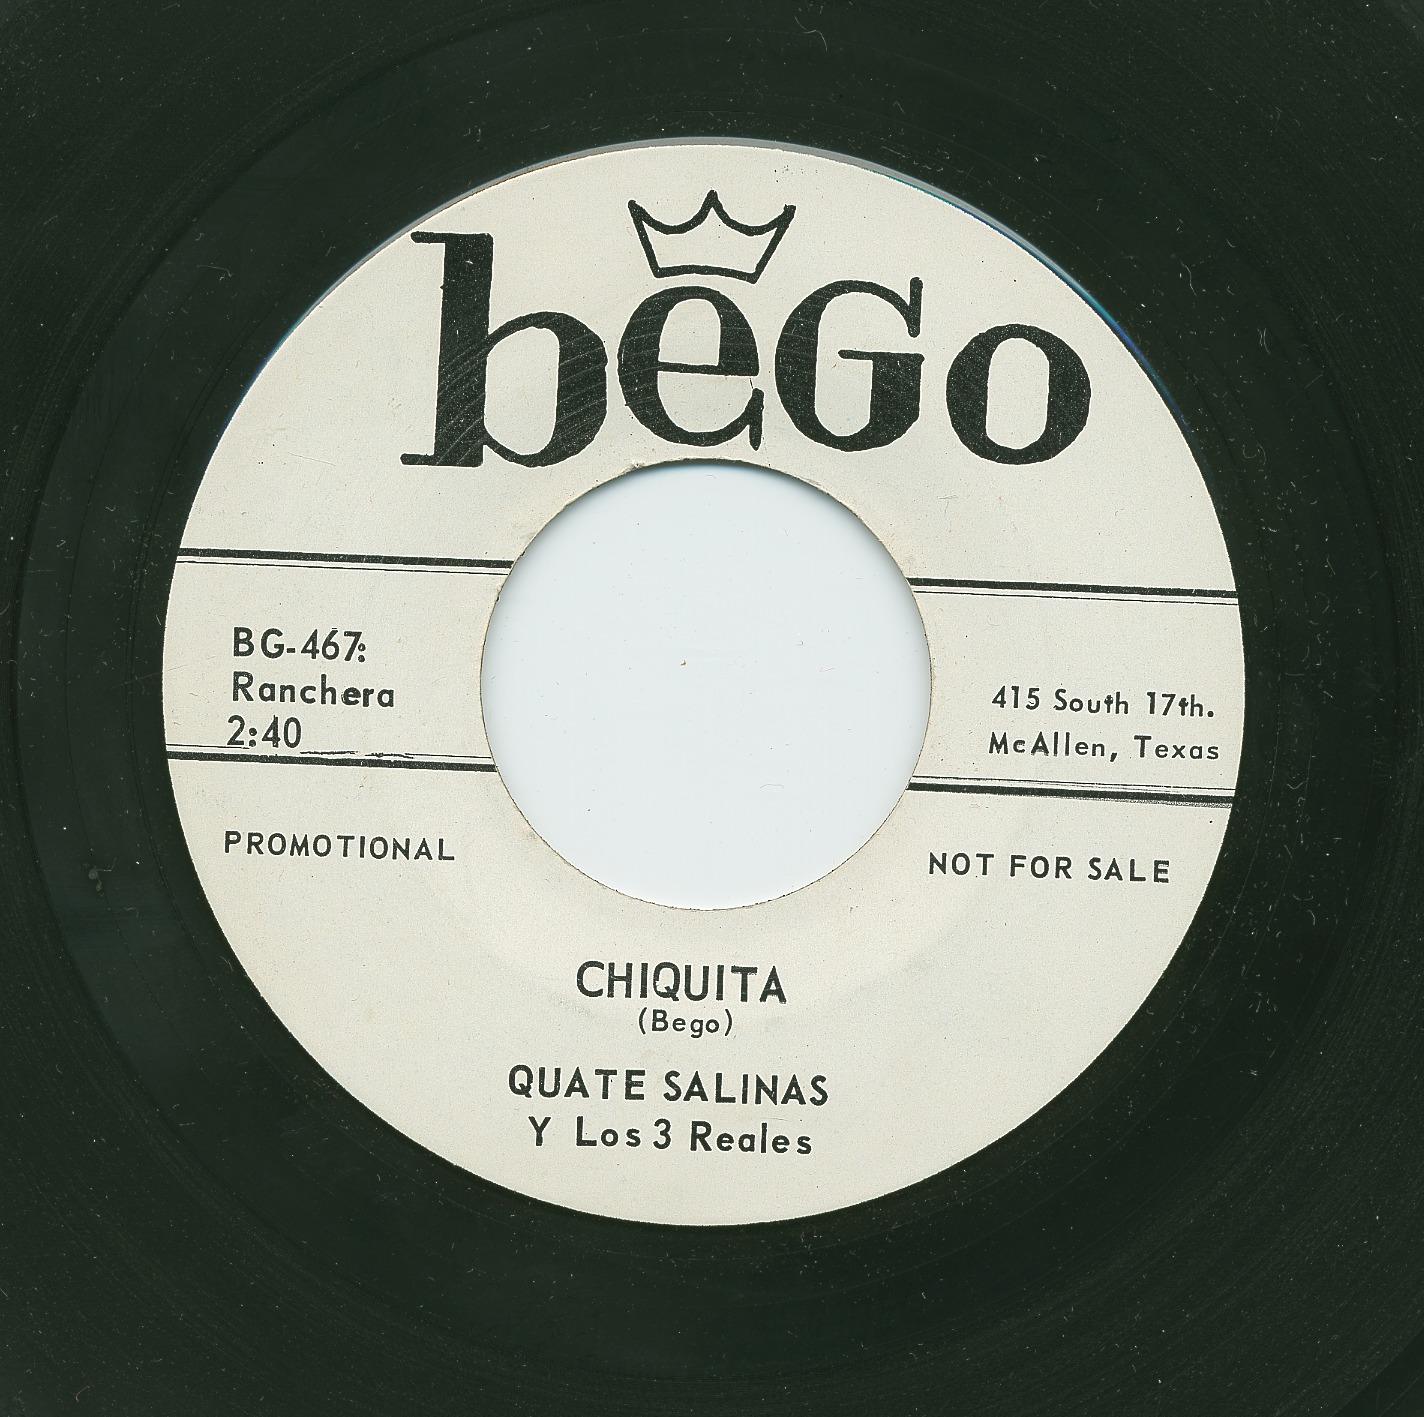 beGo
BG-467:
Ranchera
2:40
415 South 17th.
McAllen, Texas
PROMOTIONAL
NOT FOR SALE
CHIQUITA
(Bego)
QUATE SALINAS
Y Los 3 Reales